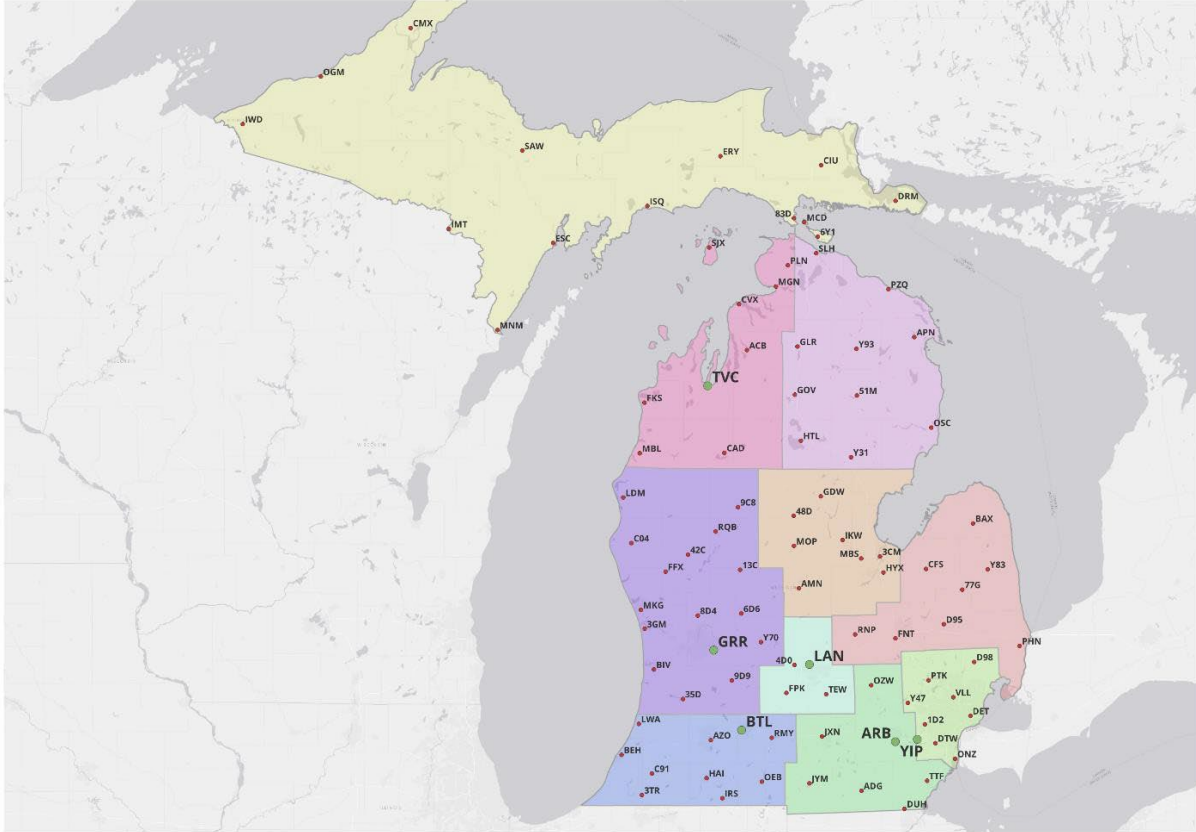 CMX
OGM
IWD
SAW
ERY
CIU
DRM
ISQ
83D
MCD
IMT
6Y1
ESC
SJX
SLH
PLN
MGN
PZQ
CVX
MNM
APN
ACB
GLR
Y93
TVC
FKS
GOV
51M
OSC
HTL
MBL
CAD
Y31
LDM
GDW
9C8
48D
BAX
RQB
C04
IKW
MOP
42C
MBS
3CM
FFX
13C
HYX
CFS
Y83
AMN
77G
MKG
8D4
6D6
3GM
D95
RNP
FNT
Y70
PHN
GRR
LAN
4D0
D98
BIV
9D9
PTK
OZW
FPK
TEW
35D
VLL
Y47
DET
LWA
BTL
1D2
AZO
RMY
JXN
ARB
YIP
DTW
BEH
ONZ
C91
HAI
OEB
JYM
TTF
3TR
IRS
ADG
DUH